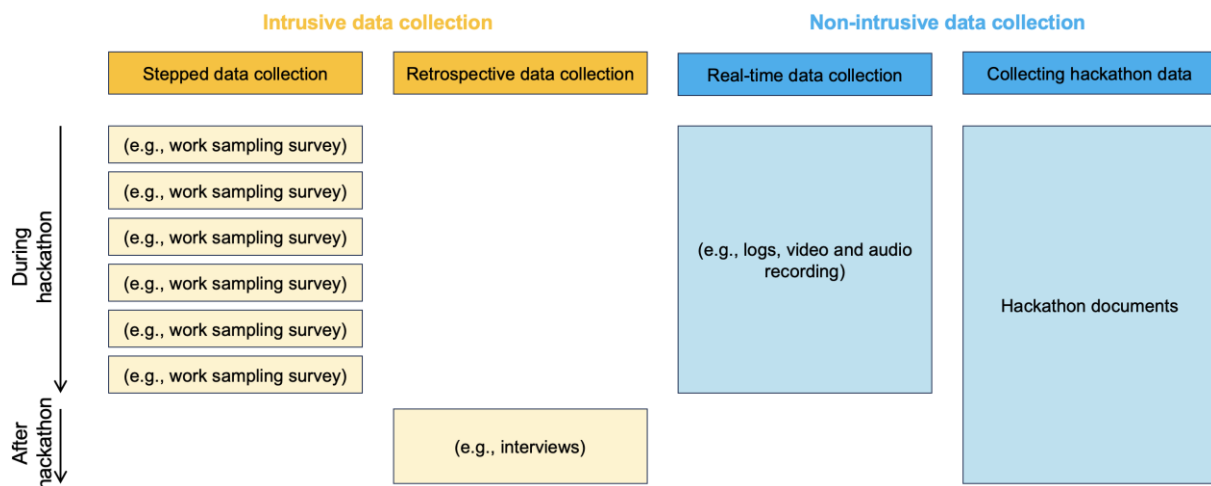 Intrusive data collection
Non-intrusive data collection
Stepped data collection
Retrospective data collection
Real-time data collection
Collecting hackathon data
During
hackathon
(e.g., work sampling survey)
(e.g., work sampling survey)
(e.g., work sampling survey)
(e.g., work sampling survey)
(e.g., work sampling survey)
(e.g., work sampling survey)
(e.g., logs, video and audio
recording)
Hackathon documents
After
hackathon
(e.g., interviews)